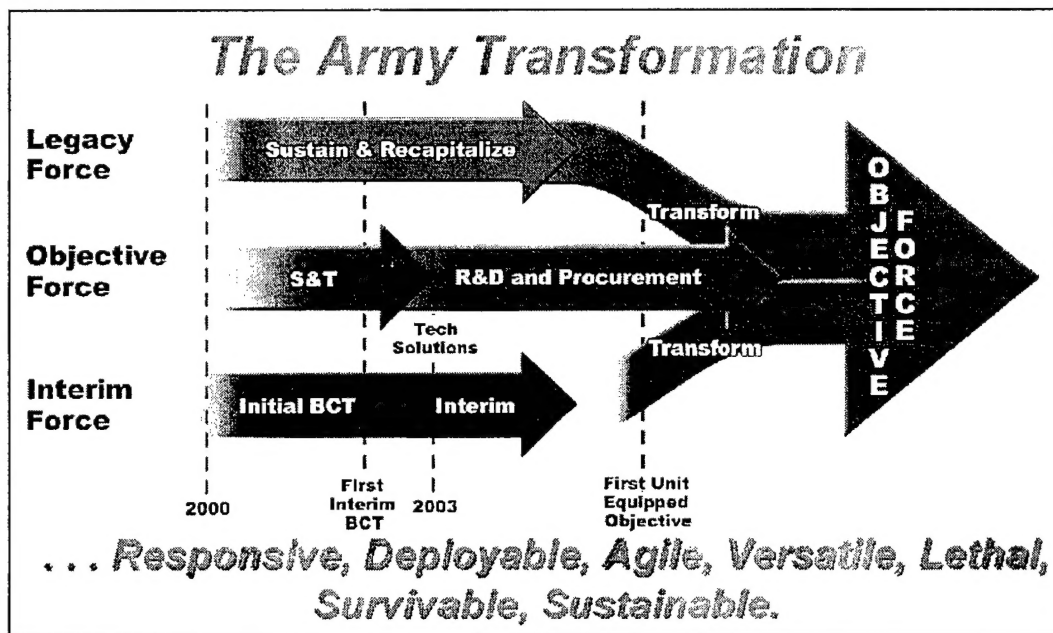 The Army Transformation
Legacy
Force
Sustain & Recapitalize
Transform
Objective
Force
S&T
R&D and Procurement
OBJECTIVE
FORCE
Tech
Solutions
Transform
Interim
Force
Initial BCT
Interim
2000
First
Interim
BCT
2003
First Unit
Equipped
Objective
. . . Responsive, Deployable, Agile, Versatile, Lethal,
Survivable, Sustainable.